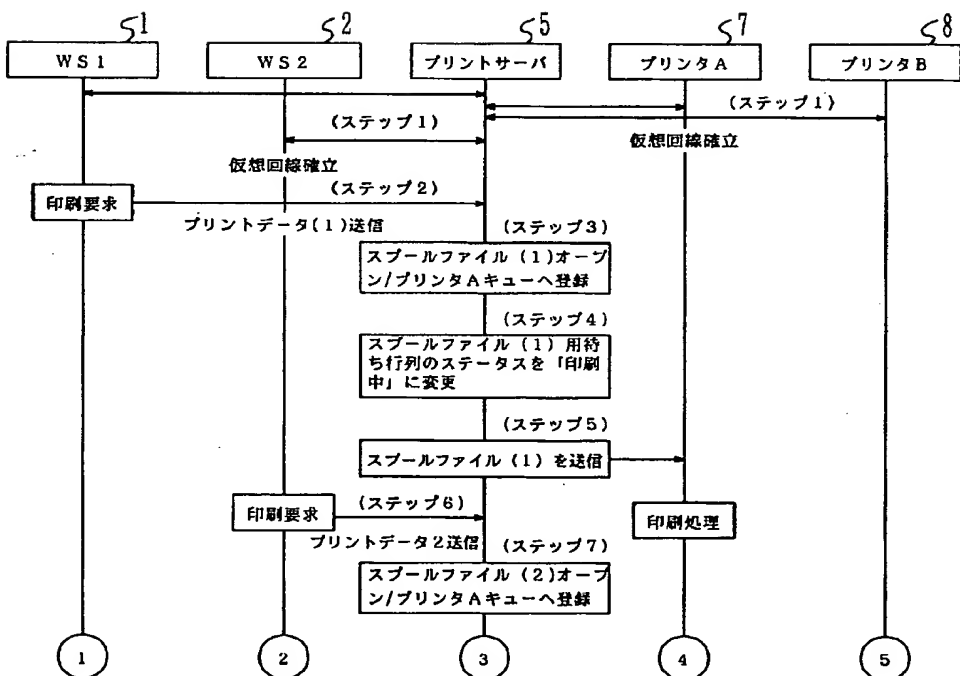 1
2
5
7
8
WS1
WS2
プリントサーバ
プリンタA
プリンタB
(ステップ1)
(ステップ1)
仮想回線確立
仮想回線確立
(ステップ2)
印刷要求
プリントデータ(1)送信
(ステップ3)
スプールファイル(1)オープ
ン/プリンタAキューへ登録
(ステップ4)
スプールファイル(1)用待
ち行列のステータスを「印刷
中」に変更
(ステップ5)
スプールファイル(1)を送信
(ステップ6)
印刷要求
印刷処理
プリントデータ2送信
(ステップ7)
スプールファイル(2)オープ
ン/プリンタAキューへ登録
1
2
3
4
5